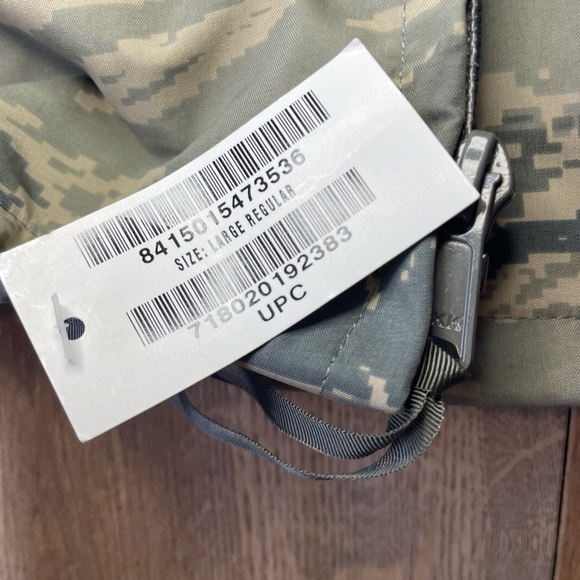 8415015473536
SIZE: LARGE REGULAR
718020192383
UPC